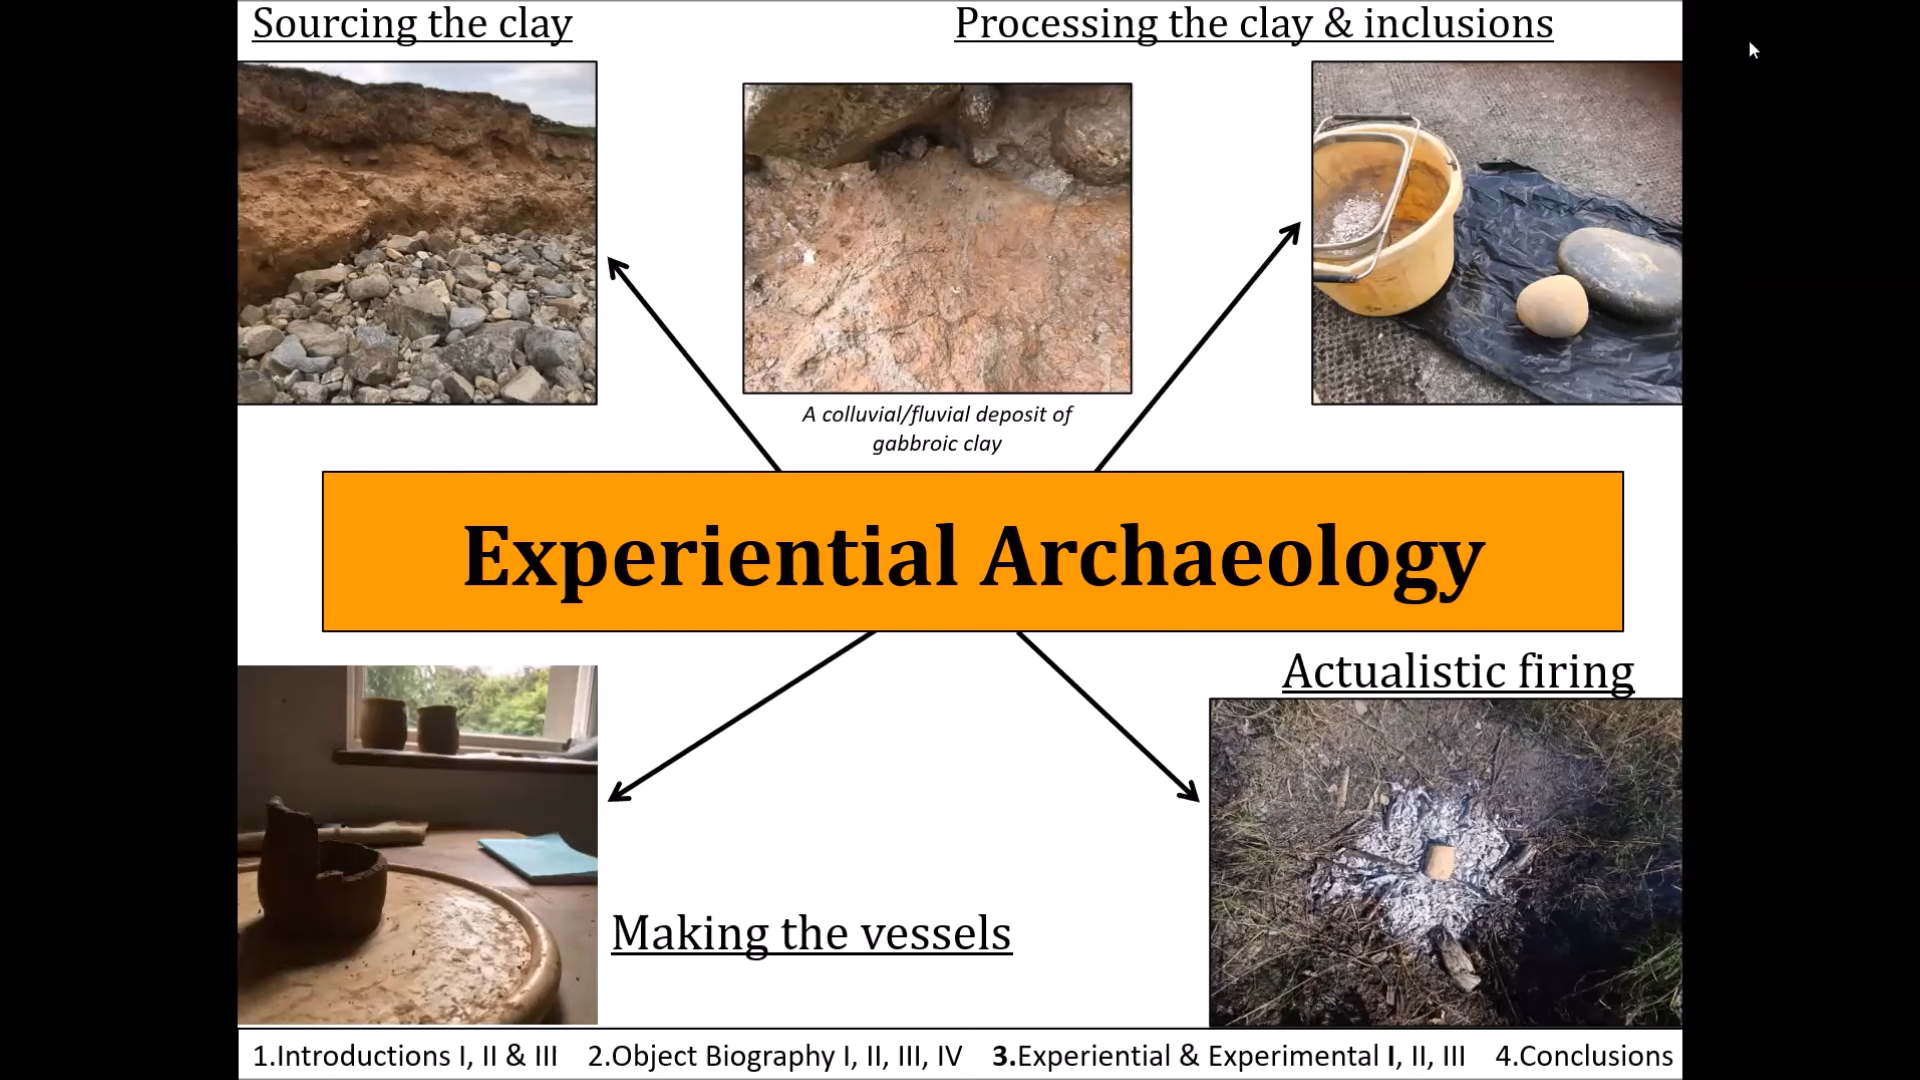 Sourcing the clay
Processing the clay & inclusions
A colluvial/fluvial deposit of
gabbroic clay
Experiential Archaeology
Actualistic firing
Making the vessels
1.Introductions I, II & III 2.Object Biography I, II, III, IV 3.Experiential & Experimental I, II, III 4.Conclusions